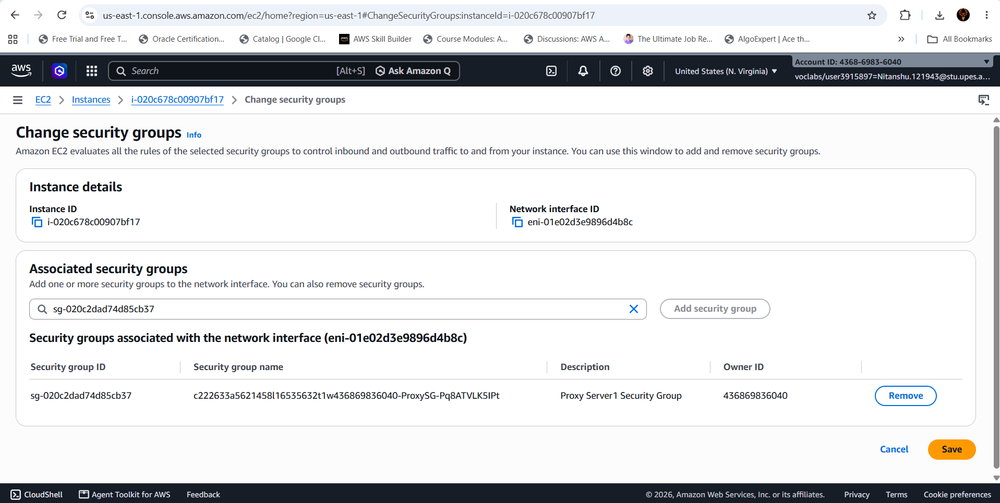 us-east-1.console.aws.amazon.com/ec2/home?region=us-east-1#ChangeSecurityGroups:instanceId=i-020c678c00907bf17
Free Trial and Free T... Oracle Certification... Catalog | Google Cl... aws AWS Skill Builder Course Modules: A... Discussions: AWS A... The Ultimate Job Re... AlgoExpert | Ace th... » All Bookmarks
aws Search [Alt+S] Ask Amazon Q United States (N. Virginia) Account ID: 4368-6983-6040
voclabs/user3915897=Nitanshu.121943@stu.upes.a...
EC2 Instances i-020c678c00907bf17 Change security groups
Change security groups Info
Amazon EC2 evaluates all the rules of the selected security groups to control inbound and outbound traffic to and from your instance. You can use this window to add and remove security groups.
Instance details
Instance ID Network interface ID
i-020c678c00907bf17 eni-01e02d3e9896d4b8c
Associated security groups
Add one or more security groups to the network interface. You can also remove security groups.
sg-020c2dad74d85cb37 Add security group
Security groups associated with the network interface (eni-01e02d3e9896d4b8c)
Security group ID Security group name Description Owner ID
sg-020c2dad74d85cb37 c222633a5621458l16535632t1w436869836040-ProxySG-Pq8ATVLK5IPt Proxy Server1 Security Group 436869836040 Remove
Cancel Save
CloudShell Agent Toolkit for AWS Feedback © 2026, Amazon Web Services, Inc. or its affiliates. Privacy Terms Cookie preferences